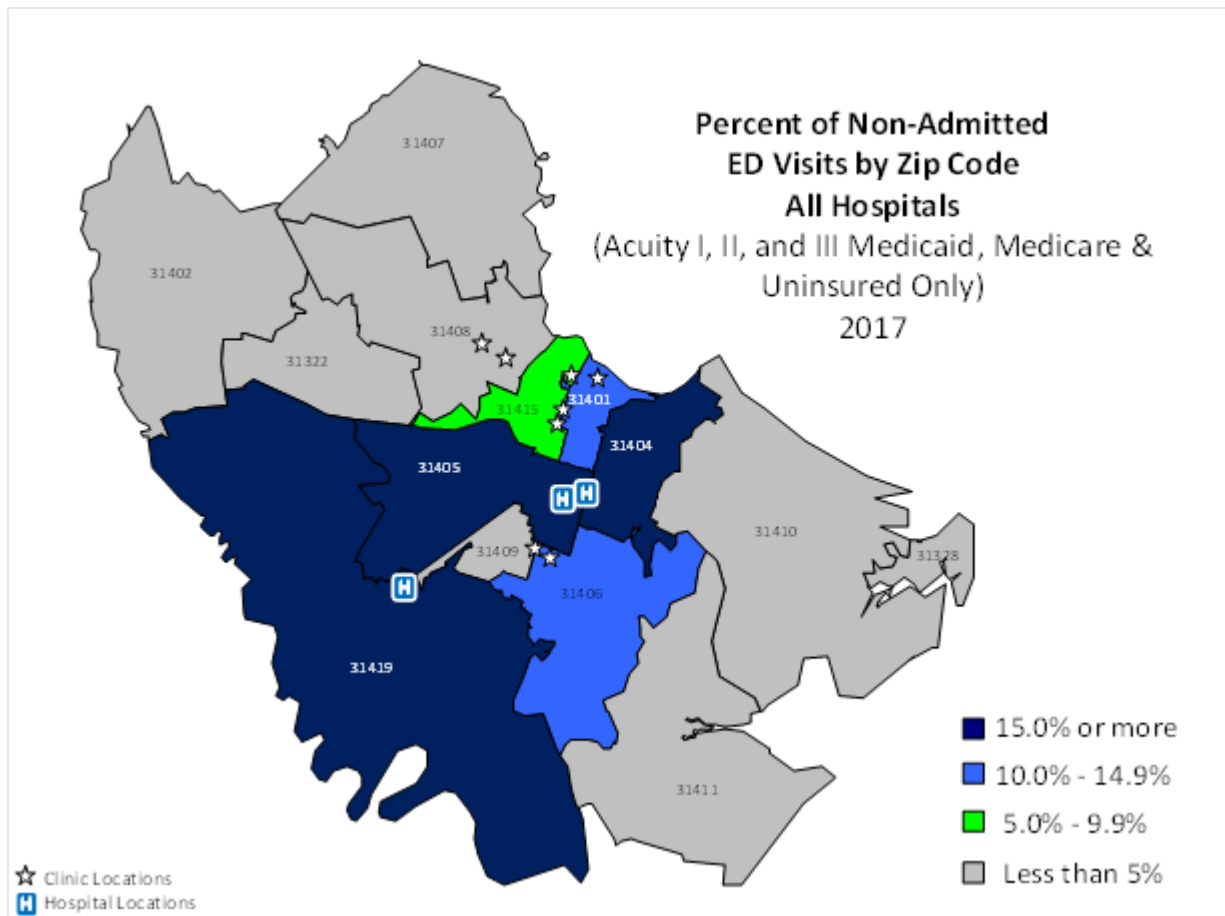 Percent of Non-Admitted
ED Visits by Zip Code
All Hospitals
(Acuity I, II, and III Medicaid, Medicare &
Uninsured Only)
2017
31407
31402
31408
31322
31415
31401
31404
31405
31410
31409
31328
31406
31419
31411
15.0% or more
10.0% - 14.9%
5.0% - 9.9%
Less than 5%
Clinic Locations
H Hospital Locations
H
H
H